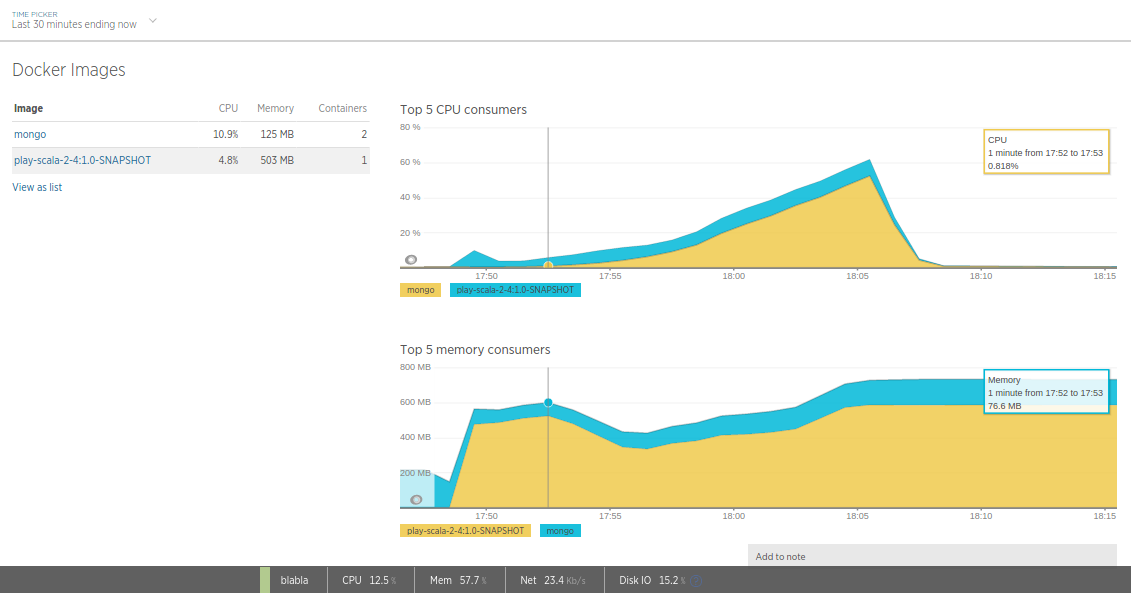 TIME PICKER
Last 30 minutes ending now
Docker Images
Image CPU Memory Containers
mongo 10.9% 125 MB 2
play-scala-2-4:1.0-SNAPSHOT 4.8% 503 MB 1
View as list
Top 5 CPU consumers
80 %
60 %
40 %
20 %
CPU
1 minute from 17:52 to 17:53
0.818%
17:50 17:55 18:00 18:05 18:10 18:15
mongo play-scala-2-4:1.0-SNAPSHOT
Top 5 memory consumers
800 MB
600 MB
400 MB
200 MB
Memory
1 minute from 17:52 to 17:53
76.6 MB
17:50 17:55 18:00 18:05 18:10 18:15
play-scala-2-4:1.0-SNAPSHOT mongo
Add to note
blabla CPU 12.5 % Mem 57.7 % Net 23.4 Kb/s Disk IO 15.2 %